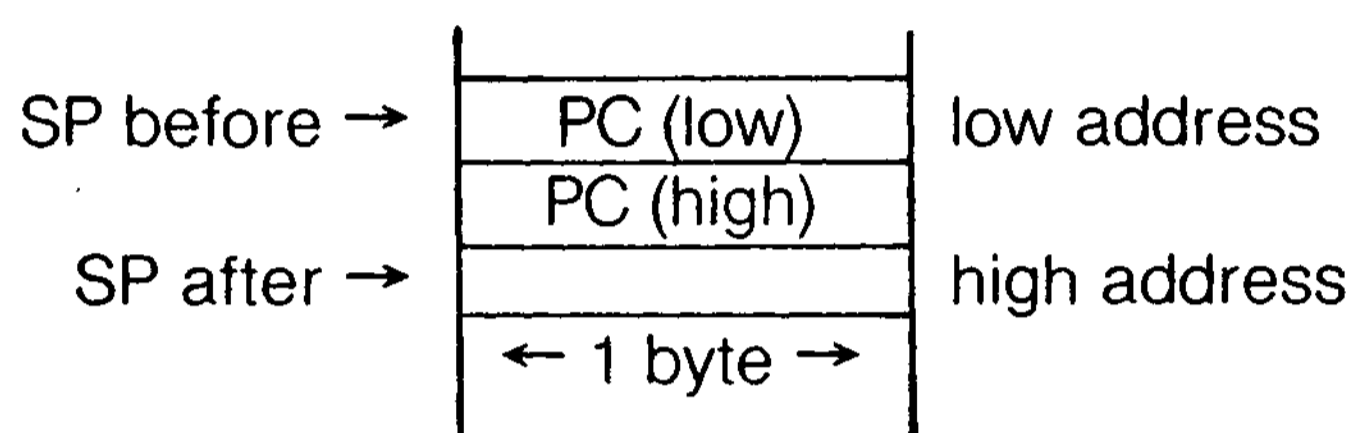 SP before → PC (low) low address
PC (high)
SP after → high address
← 1 byte →